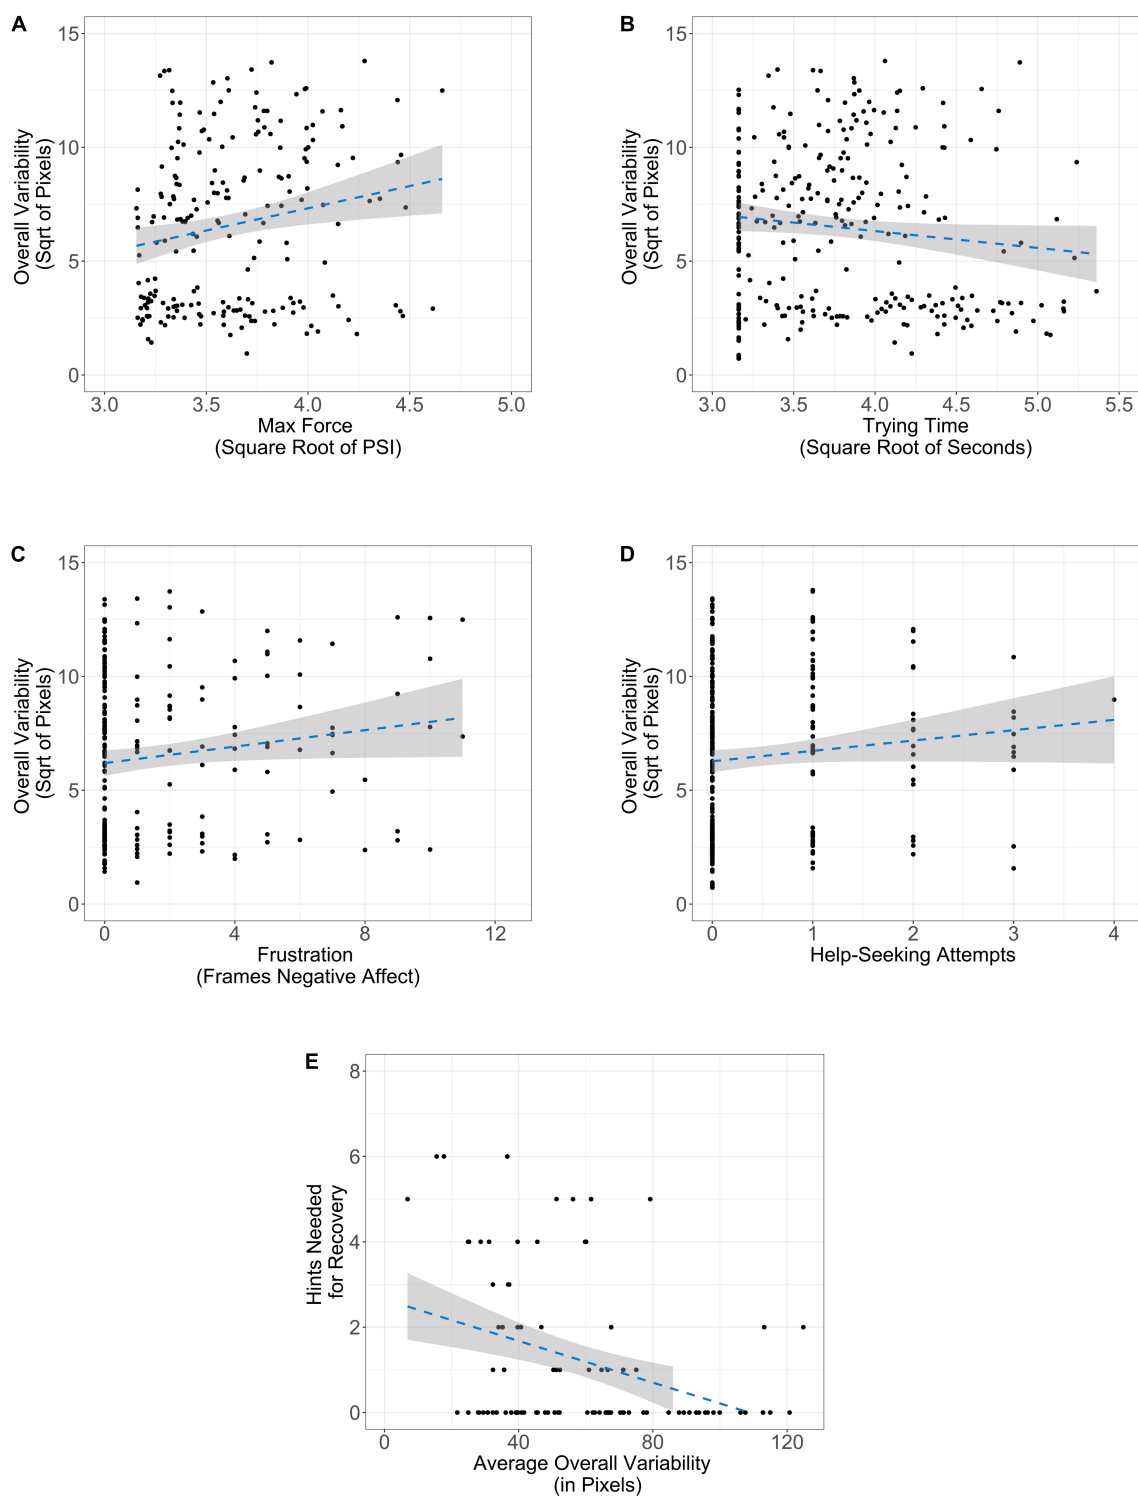 A
B
15
10
5
0
Overall Variability
(Sqrt of Pixels)
3.0 3.5 4.0 4.5 5.0
Max Force
(Square Root of PSI)
15
10
5
0
Overall Variability
(Sqrt of Pixels)
3.0 3.5 4.0 4.5 5.0 5.5
Trying Time
(Square Root of Seconds)
C
D
15
10
5
0
Overall Variability
(Sqrt of Pixels)
0 4 8 12
Frustration
(Frames Negative Affect)
15
10
5
0
Overall Variability
(Sqrt of Pixels)
0 1 2 3 4
Help-Seeking Attempts
E
8
6
4
2
0
Hints Needed
for Recovery
0 40 80 120
Average Overall Variability
(in Pixels)